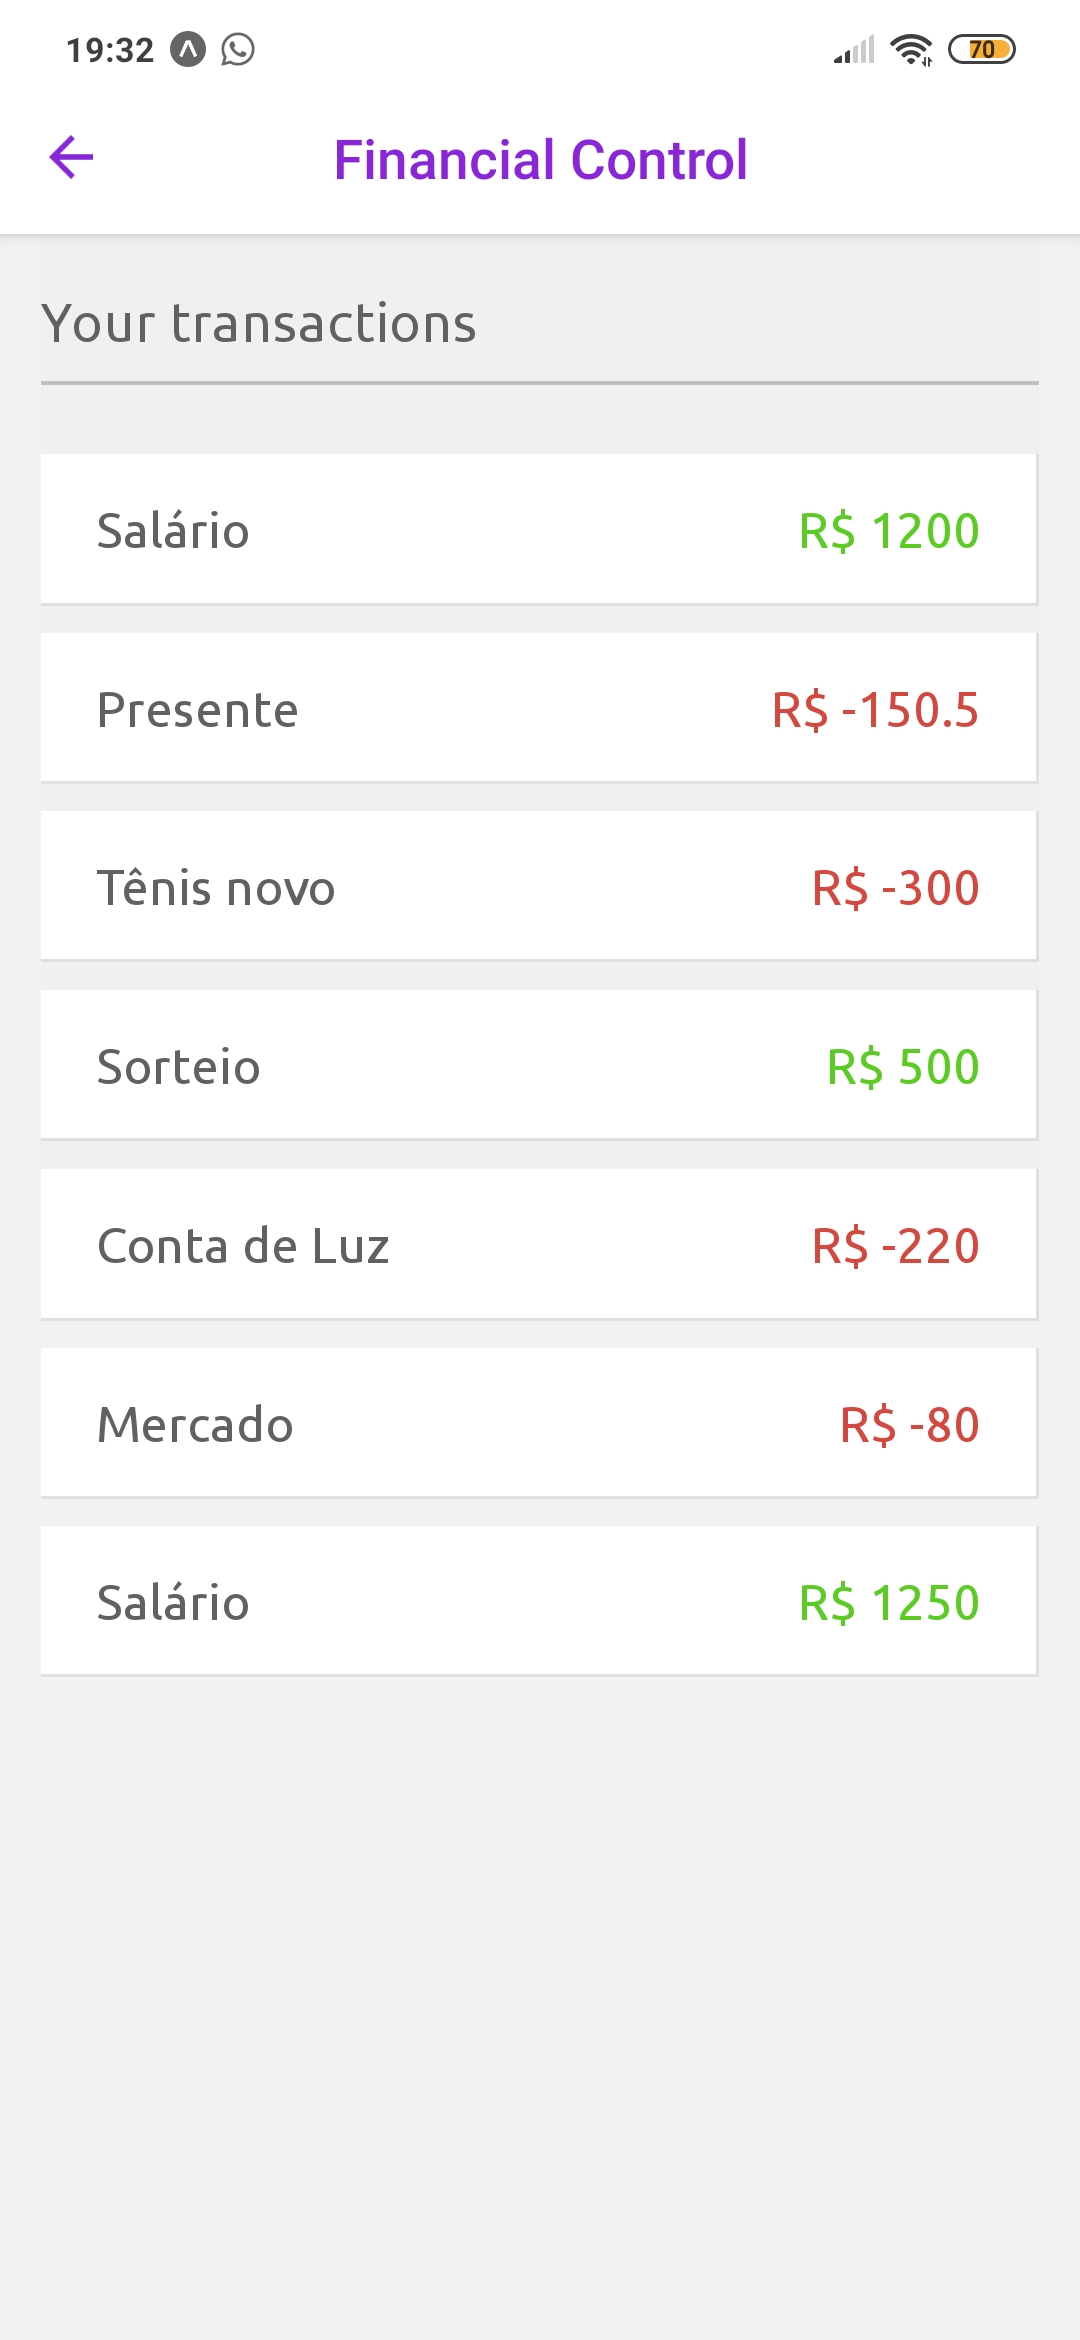 19:32
70
Financial Control
Your transactions
Salário R$ 1200
Presente R$ -150.5
Tênis novo R$ -300
Sorteio R$ 500
Conta de Luz R$ -220
Mercado R$ -80
Salário R$ 1250